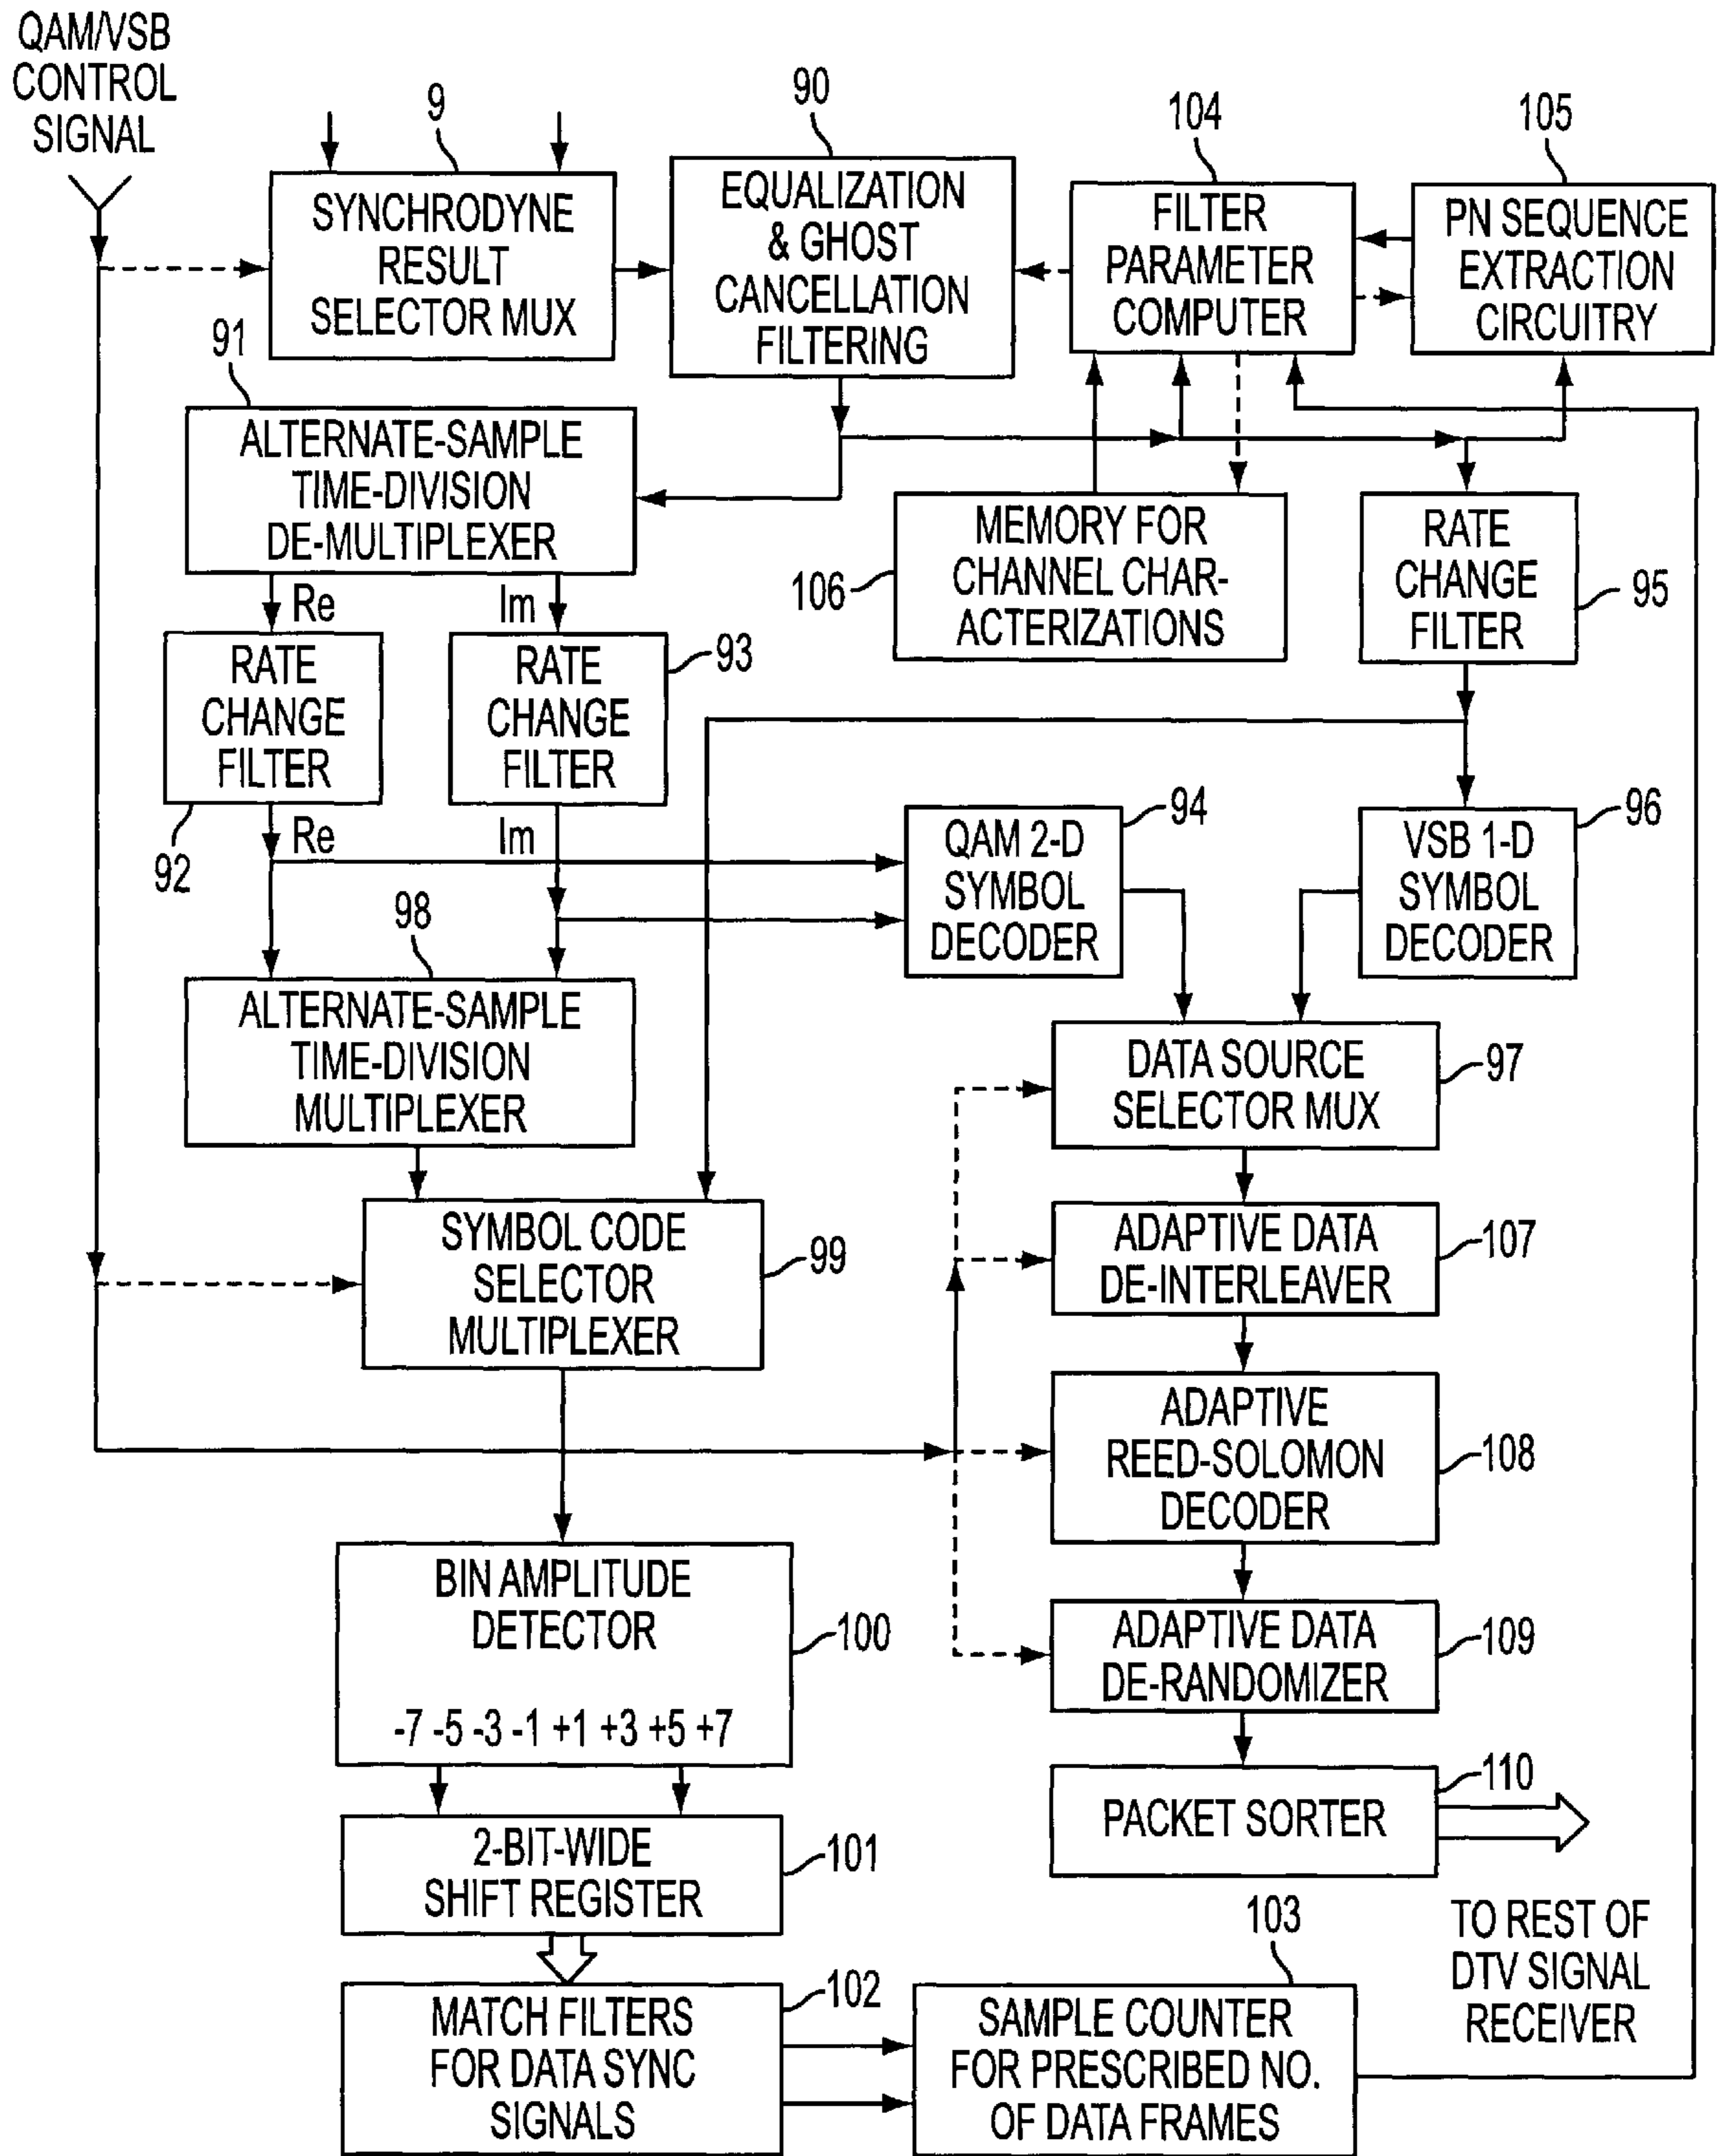 QAM/VSB
CONTROL
SIGNAL
9
90
104
105
SYNCHRODYNE
RESULT
SELECTOR MUX
EQUALIZATION
& GHOST
CANCELLATION
FILTERING
FILTER
PARAMETER
COMPUTER
PN SEQUENCE
EXTRACTION
CIRCUITRY
91
ALTERNATE-SAMPLE
TIME-DIVISION
DE-MULTIPLEXER
MEMORY FOR
CHANNEL CHAR-
ACTERIZATIONS
106
RATE
CHANGE
FILTER
95
Re
Im
RATE
CHANGE
FILTER
92
RATE
CHANGE
FILTER
93
Re
Im
QAM 2-D
SYMBOL
DECODER
94
VSB 1-D
SYMBOL
DECODER
96
98
ALTERNATE-SAMPLE
TIME-DIVISION
MULTIPLEXER
DATA SOURCE
SELECTOR MUX
97
SYMBOL CODE
SELECTOR
MULTIPLEXER
99
ADAPTIVE DATA
DE-INTERLEAVER
107
ADAPTIVE
REED-SOLOMON
DECODER
108
BIN AMPLITUDE
DETECTOR
-7 -5 -3 -1 +1 +3 +5 +7
100
ADAPTIVE DATA
DE-RANDOMIZER
109
PACKET SORTER
110
2-BIT-WIDE
SHIFT REGISTER
101
TO REST OF
DTV SIGNAL
RECEIVER
MATCH FILTERS
FOR DATA SYNC
SIGNALS
102
103
SAMPLE COUNTER
FOR PRESCRIBED NO.
OF DATA FRAMES